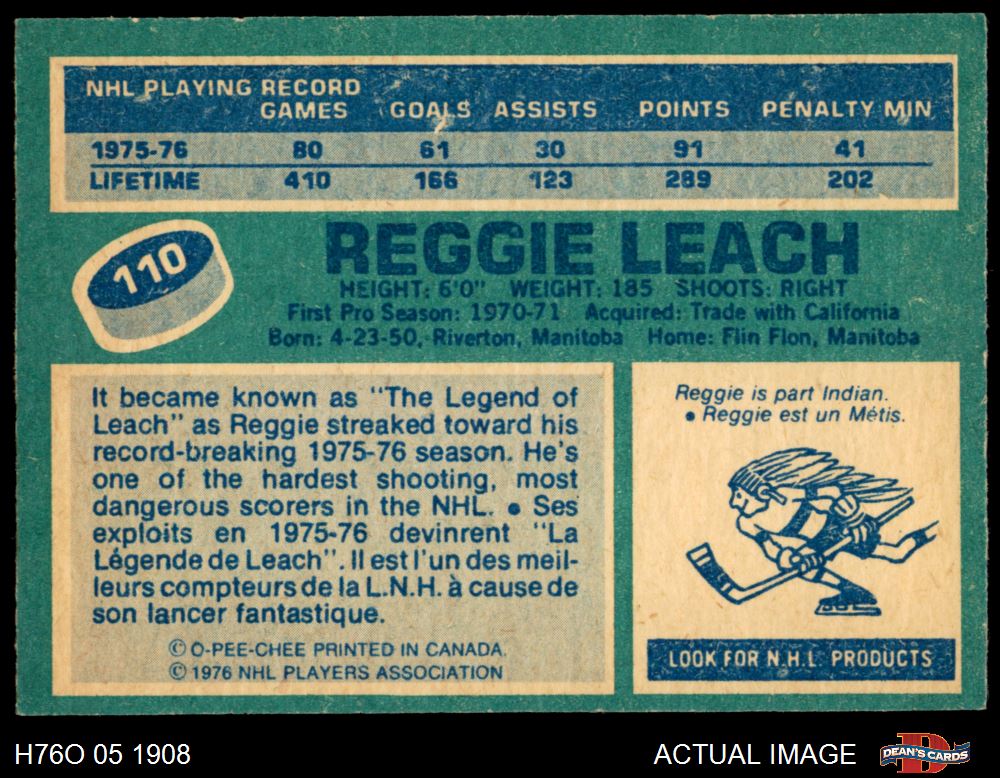 NHL PLAYING RECORD
GAMES GOALS ASSISTS POINTS PENALTY MIN
1975-76 80 61 30 91 41
LIFETIME 410 166 123 289 202
110
REGGIE LEACH
HEIGHT: 6'0" WEIGHT: 185 SHOOTS: RIGHT
First Pro Season: 1970-71 Acquired: Trade with California
Born: 4-23-50, Riverton, Manitoba Home: Flin Flon, Manitoba
It became known as "The Legend of
Leach" as Reggie streaked toward his
record-breaking 1975-76 season. He's
one of the hardest shooting, most
dangerous scorers in the NHL. • Ses
exploits en 1975-76 devinrent "La
Légende de Leach". Il est l'un des meil-
leurs compteurs de la L.N.H. à cause de
son lancer fantastique.
© O-PEE-CHEE PRINTED IN CANADA.
© 1976 NHL PLAYERS ASSOCIATION
Reggie is part Indian.
• Reggie est un Métis.
LOOK FOR N.H.L. PRODUCTS
H76O 05 1908
ACTUAL IMAGE
D
DEAN'S CARDS